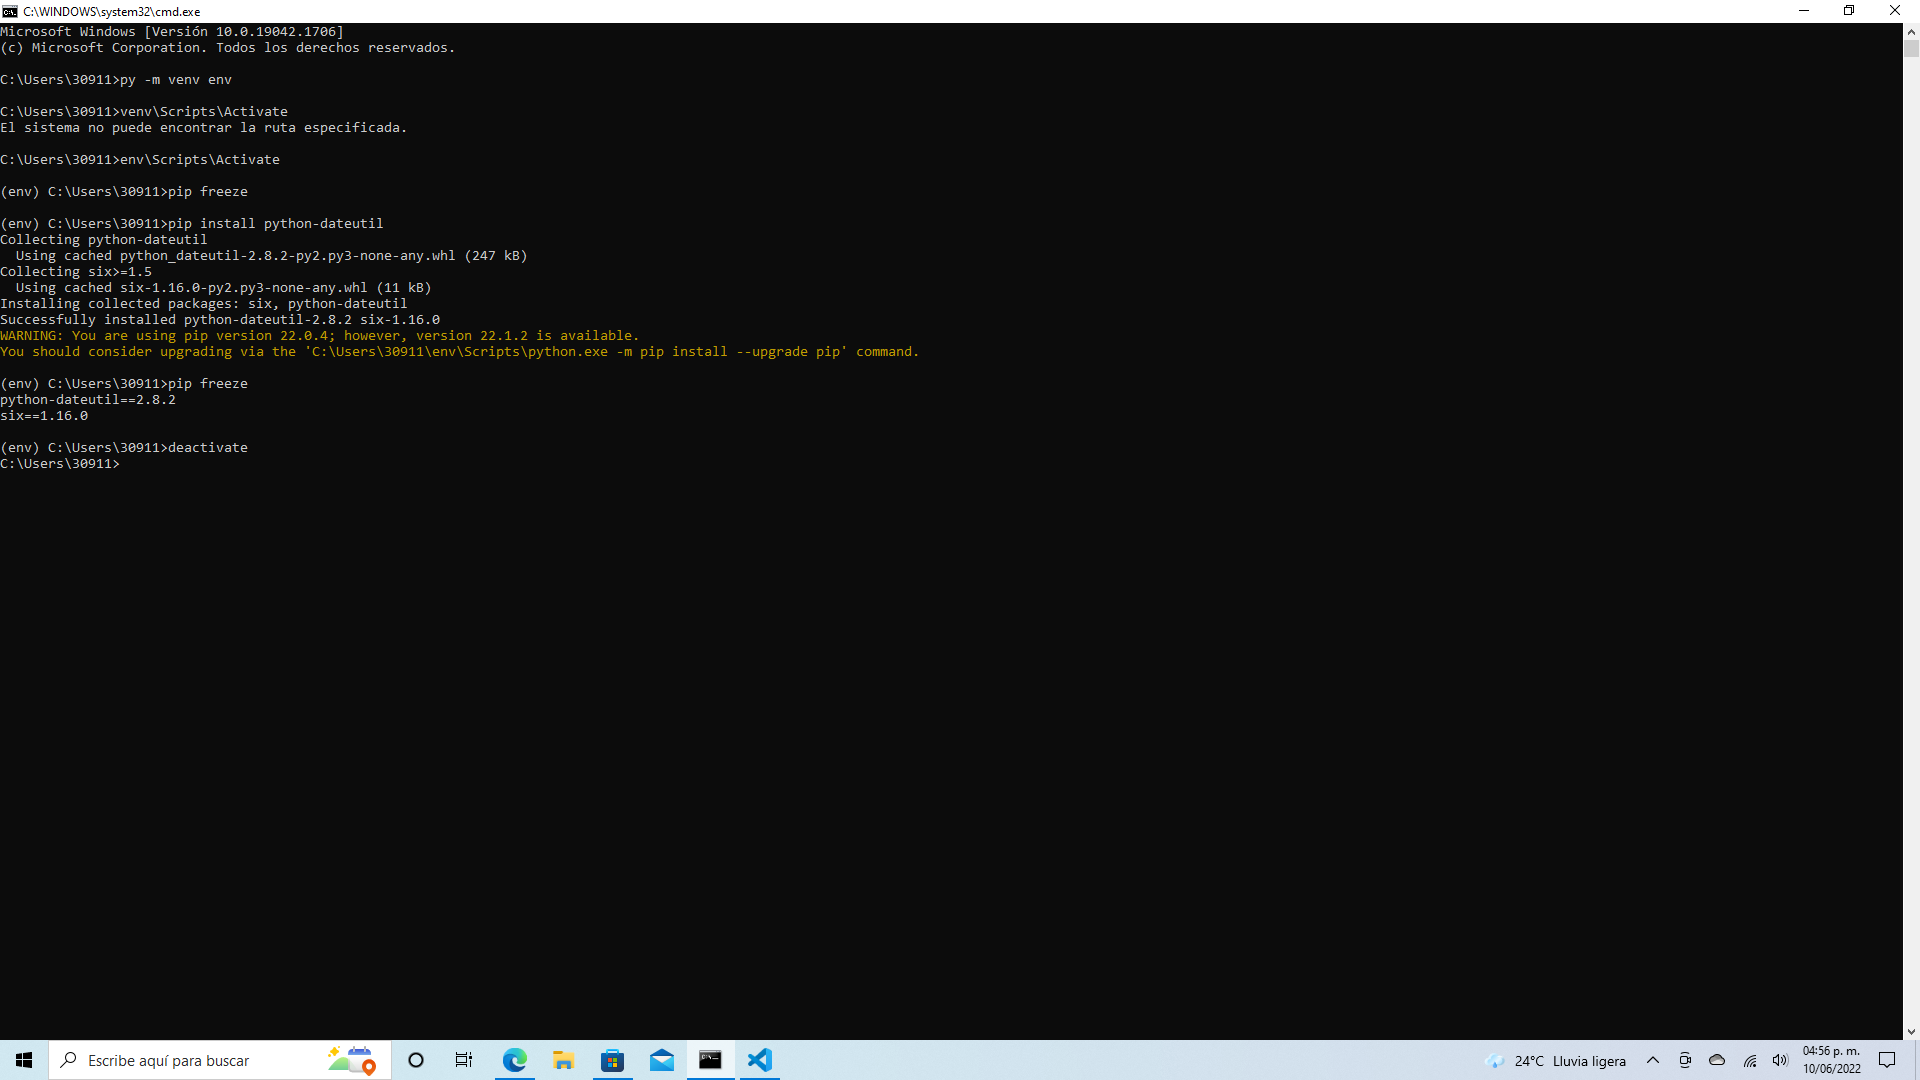 C:\WINDOWS\system32\cmd.exe
Microsoft Windows [Versión 10.0.19042.1706]
(c) Microsoft Corporation. Todos los derechos reservados.
C:\Users\30911>py -m venv env
C:\Users\30911>venv\Scripts\Activate
El sistema no puede encontrar la ruta especificada.
C:\Users\30911>env\Scripts\Activate
(env) C:\Users\30911>pip freeze
(env) C:\Users\30911>pip install python-dateutil
Collecting python-dateutil
  Using cached python_dateutil-2.8.2-py2.py3-none-any.whl (247 kB)
Collecting six>=1.5
  Using cached six-1.16.0-py2.py3-none-any.whl (11 kB)
Installing collected packages: six, python-dateutil
Successfully installed python-dateutil-2.8.2 six-1.16.0
WARNING: You are using pip version 22.0.4; however, version 22.1.2 is available.
You should consider upgrading via the 'C:\Users\30911\env\Scripts\python.exe -m pip install --upgrade pip' command.
(env) C:\Users\30911>pip freeze
python-dateutil==2.8.2
six==1.16.0
(env) C:\Users\30911>deactivate
C:\Users\30911>
Escribe aquí para buscar
24°C Lluvia ligera
04:56 p. m.
10/06/2022